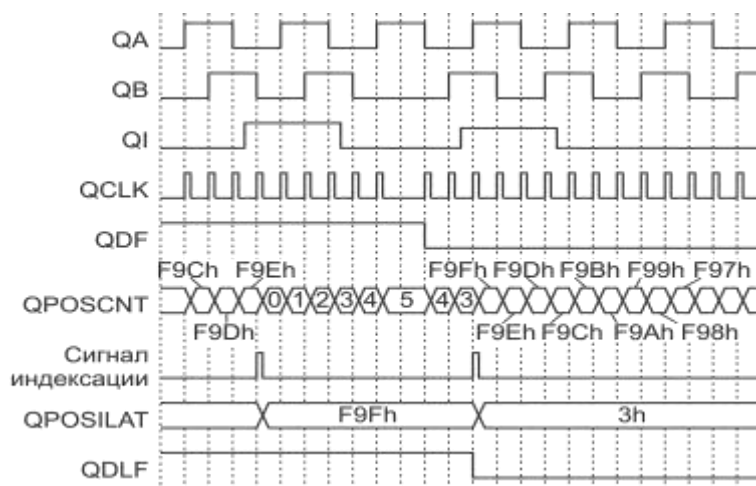 QA
QB
QI
QCLK
QDF
F9Ch F9Eh F9Fh F9Dh F9Bh F99h F97h
QPOSCNT 0 1 2 3 4 5 4 3
F9Dh F9Eh F9Ch F9Ah F98h
Сигнал
индексации
QPOSILAT F9Fh 3h
QDLF